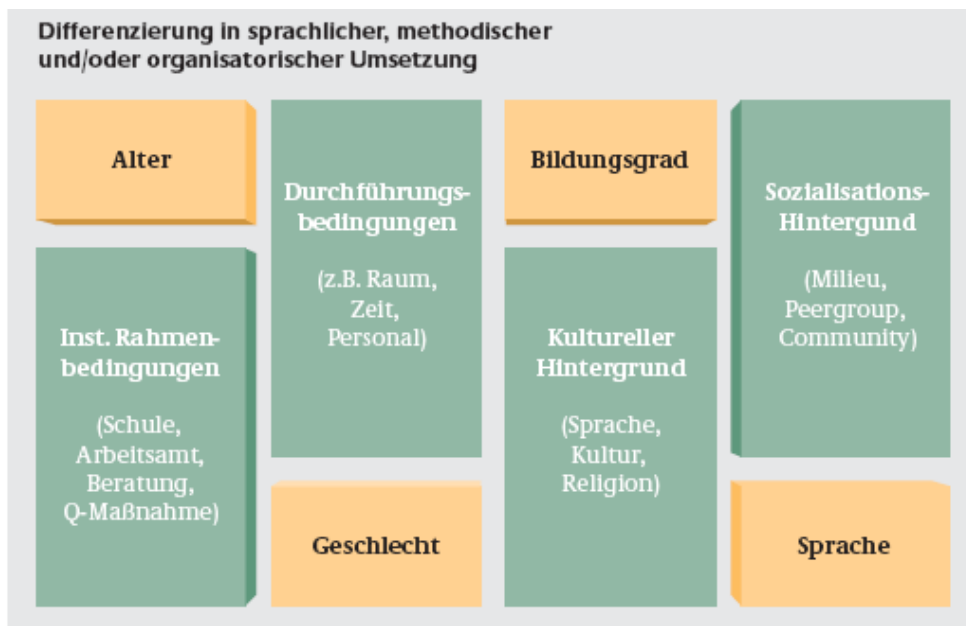 Differenzierung in sprachlicher, methodischer
und/oder organisatorischer Umsetzung
Alter
Inst. Rahmen-
bedingungen
(Schule,
Arbeitsamt,
Beratung,
Q-Maßnahme)
Durchführungs-
bedingungen
(z.B. Raum,
Zeit,
Personal)
Geschlecht
Bildungsgrad
Kultureller
Hintergrund
(Sprache,
Kultur,
Religion)
Sozialisations-
Hintergund
(Milieu,
Peergroup,
Community)
Sprache